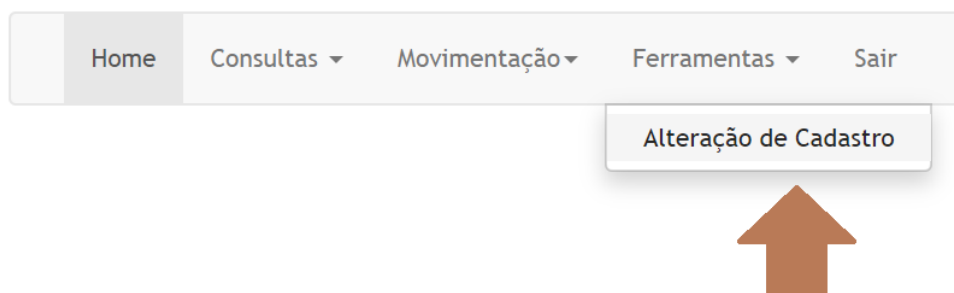 Home Consultas Movimentação Ferramentas Sair
Alteração de Cadastro